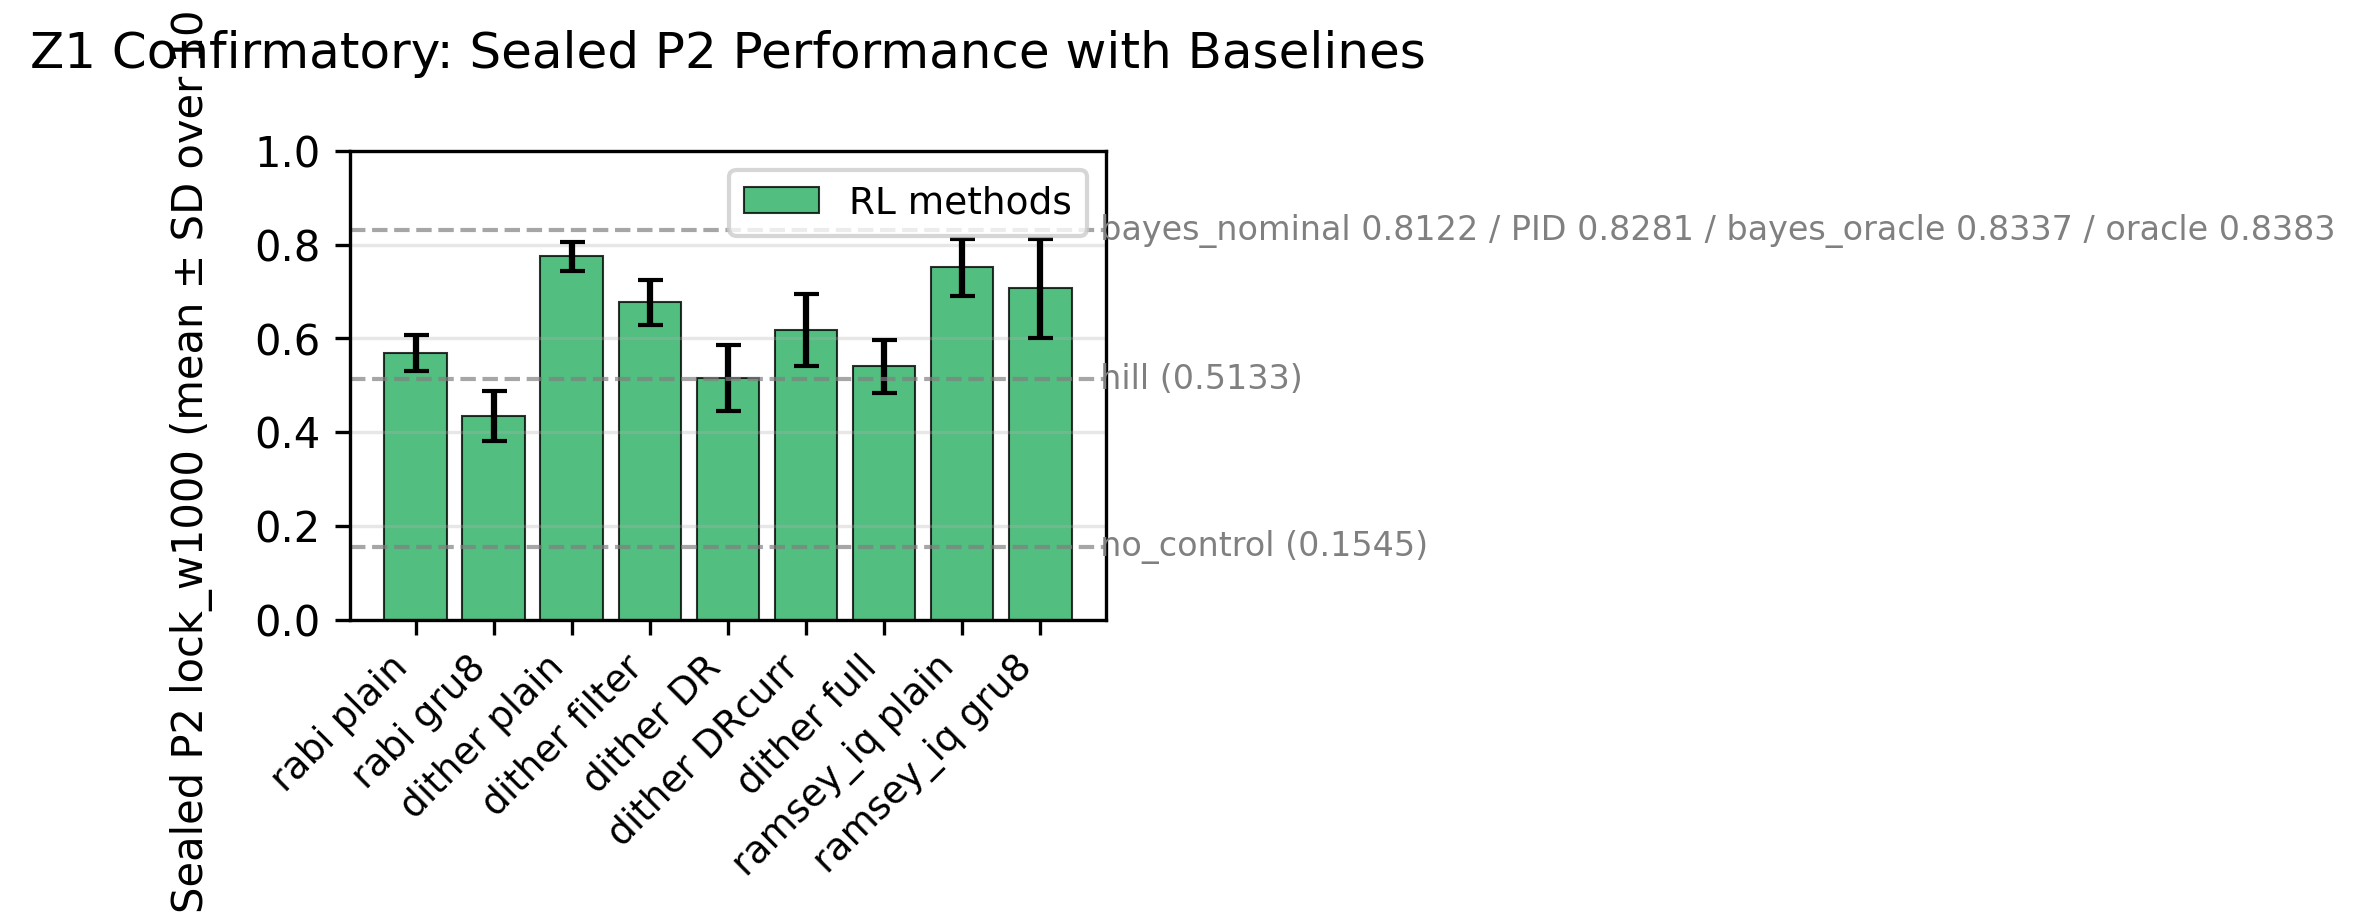 Z1 Confirmatory: Sealed P2 Performance with Baselines
Sealed P2 lock_w1000 (mean ± SD over 10
1.0
0.8
0.6
0.4
0.2
0.0
RL methods
bayes_nominal 0.8122 / PID 0.8281 / bayes_oracle 0.8337 / oracle 0.8383
hill (0.5133)
no_control (0.1545)
rabi plain
rabi gru8
dither plain
dither filter
dither DR
dither DRcurr
dither full
ramsey_iq plain
ramsey_iq gru8